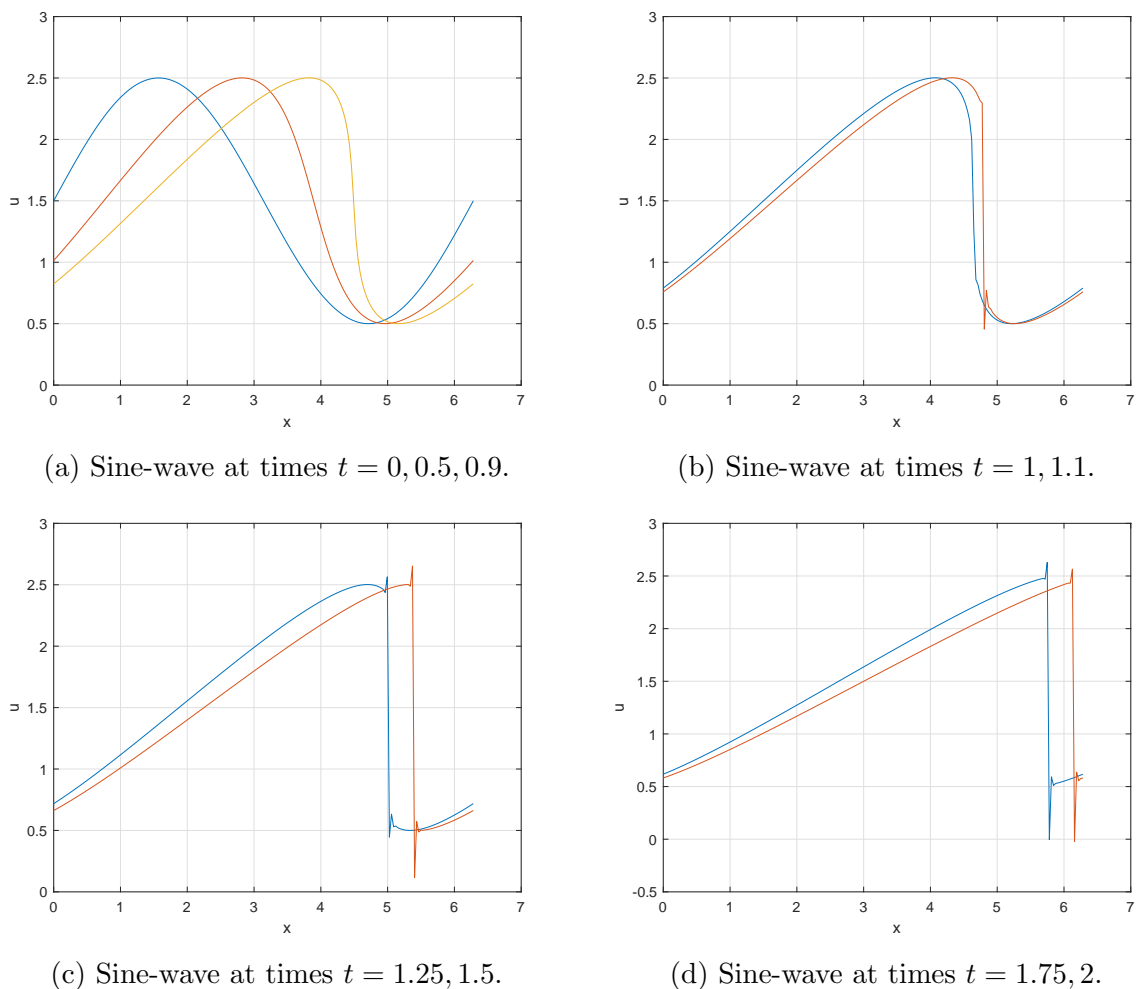 3
2.5
2
1.5
1
0.5
0
u
0 1 2 3 4 5 6 7
x
(a) Sine-wave at times t = 0, 0.5, 0.9.
3
2.5
2
1.5
1
0.5
0
u
0 1 2 3 4 5 6 7
x
(b) Sine-wave at times t = 1, 1.1.
3
2.5
2
1.5
1
0.5
0
u
0 1 2 3 4 5 6 7
x
(c) Sine-wave at times t = 1.25, 1.5.
3
2.5
2
1.5
1
0.5
0
-0.5
u
0 1 2 3 4 5 6 7
x
(d) Sine-wave at times t = 1.75, 2.